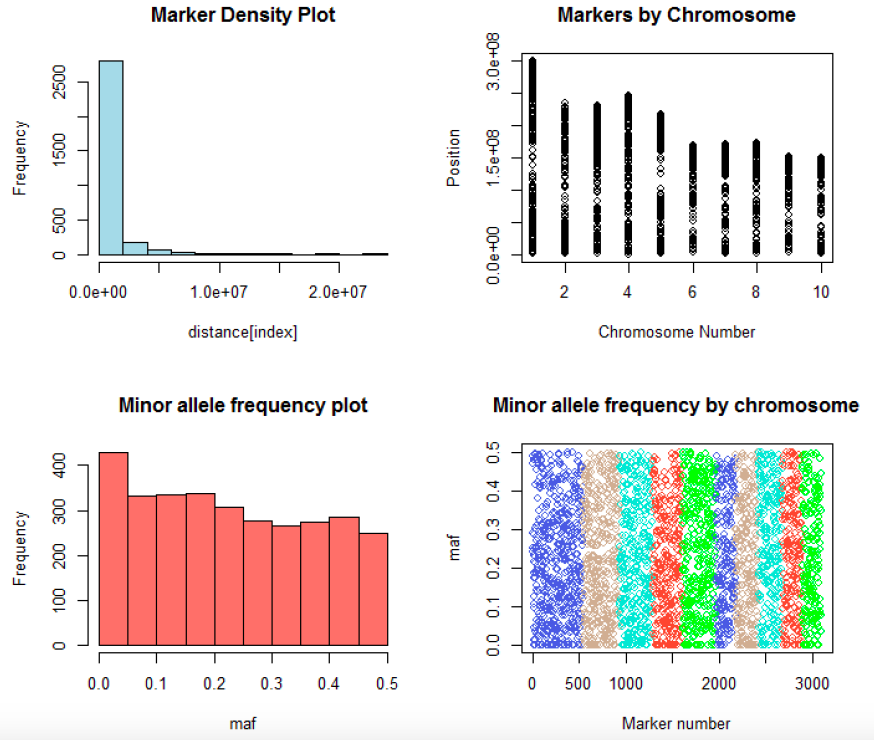 Marker Density Plot
Frequency
0 500 1500 2500
0.0e+00 1.0e+07 2.0e+07
distance[index]
Markers by Chromosome
Position
0.0e+00 1.5e+08 3.0e+08
2 4 6 8 10
Chromosome Number
Minor allele frequency plot
Frequency
0 100 200 300 400
0.0 0.1 0.2 0.3 0.4 0.5
maf
Minor allele frequency by chromosome
maf
0.0 0.1 0.2 0.3 0.4 0.5
0 500 1000 2000 3000
Marker number